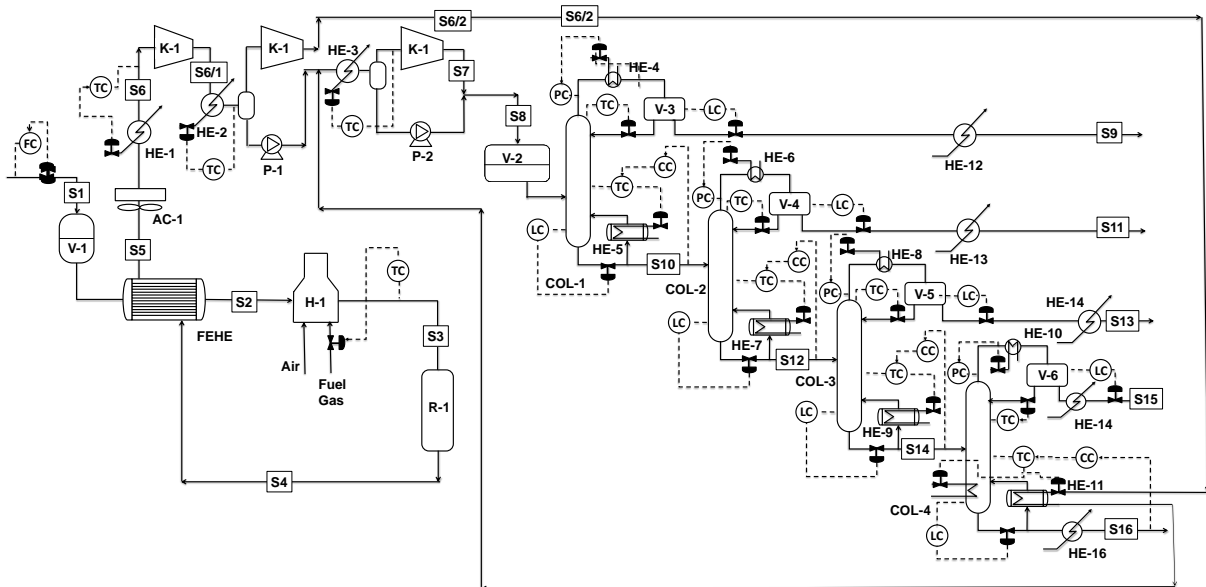 S6/2
S6/2
K-1
K-1
K-1
HE-3
S6/1
S7
HE-4
TC
S6
PC
TC
V-3
LC
S8
HE-2
TC
FC
HE-1
TC
P-1
P-2
V-2
CC
HE-6
HE-12
S9
S1
TC
PC
TC
V-4
LC
AC-1
V-1
S5
LC
HE-5
S10
CC
HE-8
HE-13
S11
COL-1
COL-2
TC
PC
TC
V-5
LC
HE-14
S13
S2
H-1
TC
FEHE
S3
LC
HE-7
S12
HE-10
CC
PC
V-6
LC
Air
Fuel
Gas
COL-3
TC
S15
R-1
LC
HE-9
S14
TC
HE-14
TC
CC
S4
HE-11
COL-4
LC
S16
HE-16